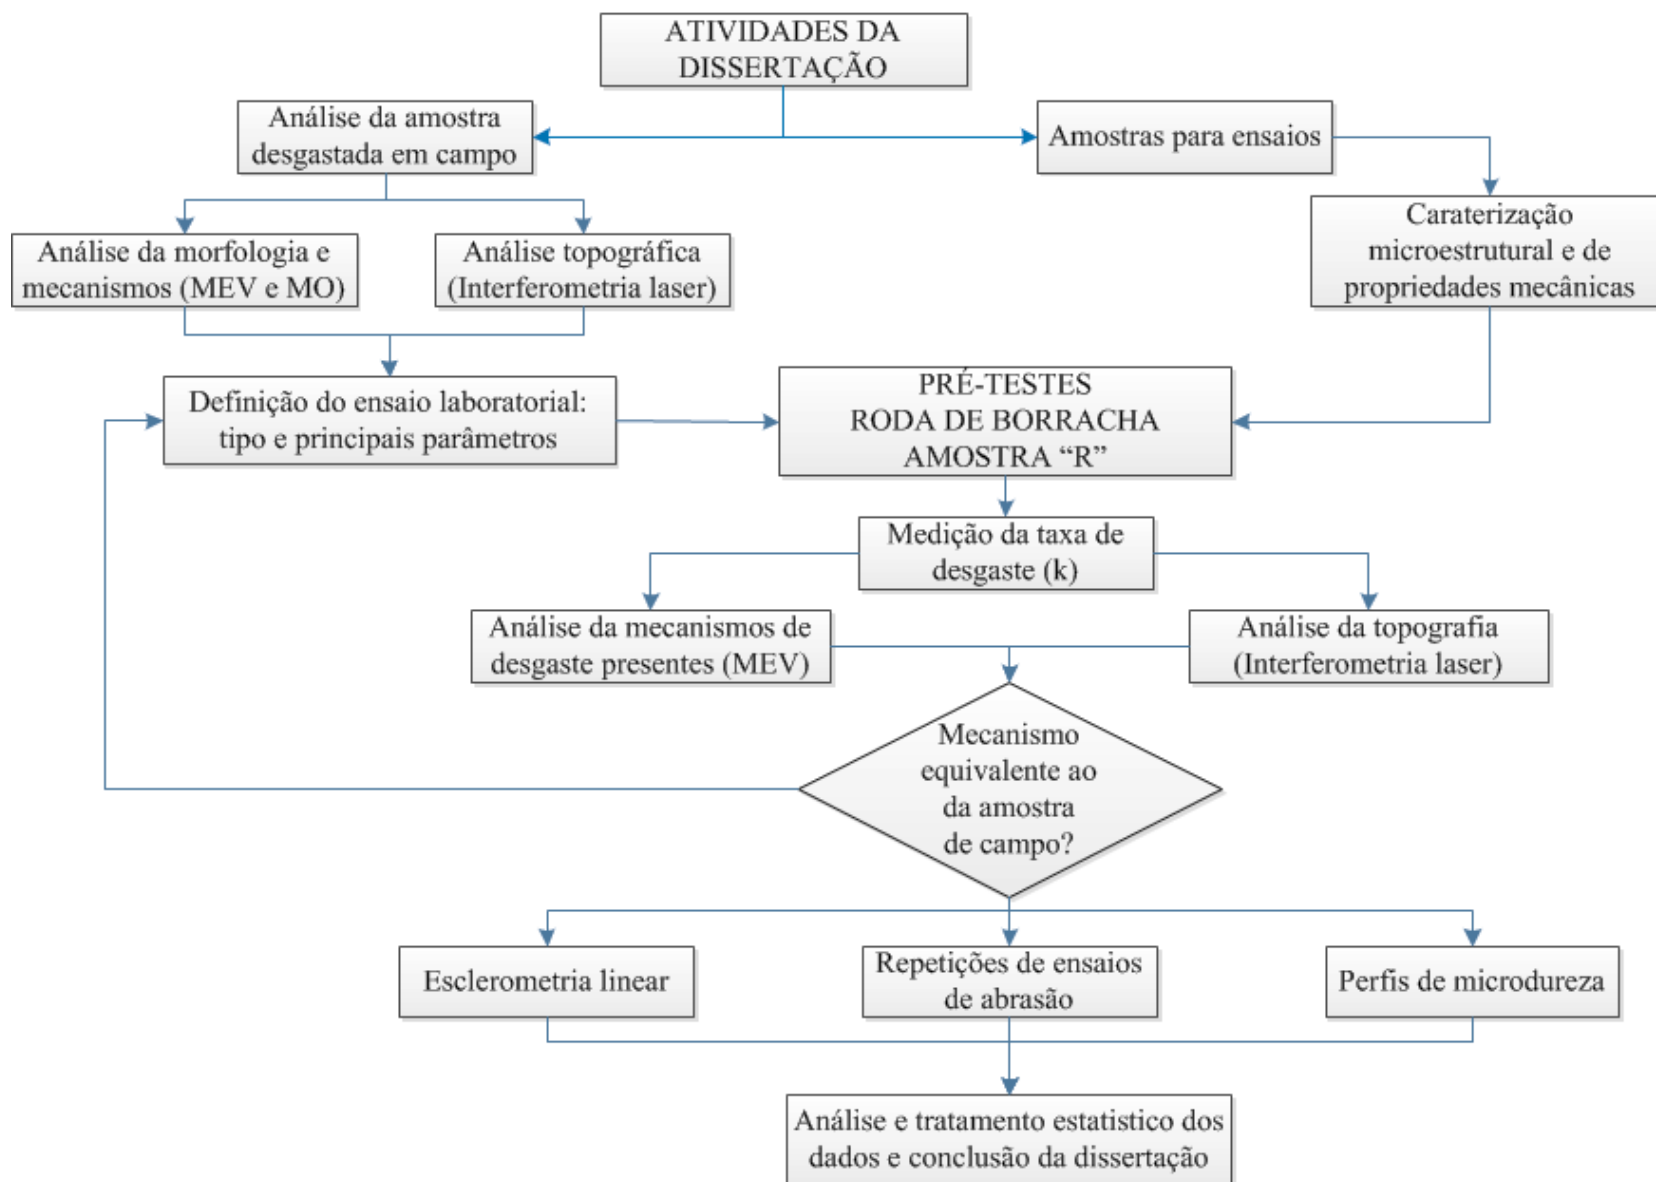 ATIVIDADES DA
DISSERTAÇÃO
Análise da amostra
desgastada em campo
Amostras para ensaios
Análise da morfologia e
mecanismos (MEV e MO)
Análise topográfica
(Interferometria laser)
Caraterização
microestrutural e de
propriedades mecânicas
Definição do ensaio laboratorial:
tipo e principais parâmetros
PRÉ-TESTES
RODA DE BORRACHA
AMOSTRA “R”
Medição da taxa de
desgaste (k)
Análise da mecanismos de
desgaste presentes (MEV)
Análise da topografia
(Interferometria laser)
Mecanismo
equivalente ao
da amostra
de campo?
Esclerometria linear
Repetições de ensaios
de abrasão
Perfis de microdureza
Análise e tratamento estatistico dos
dados e conclusão da dissertação